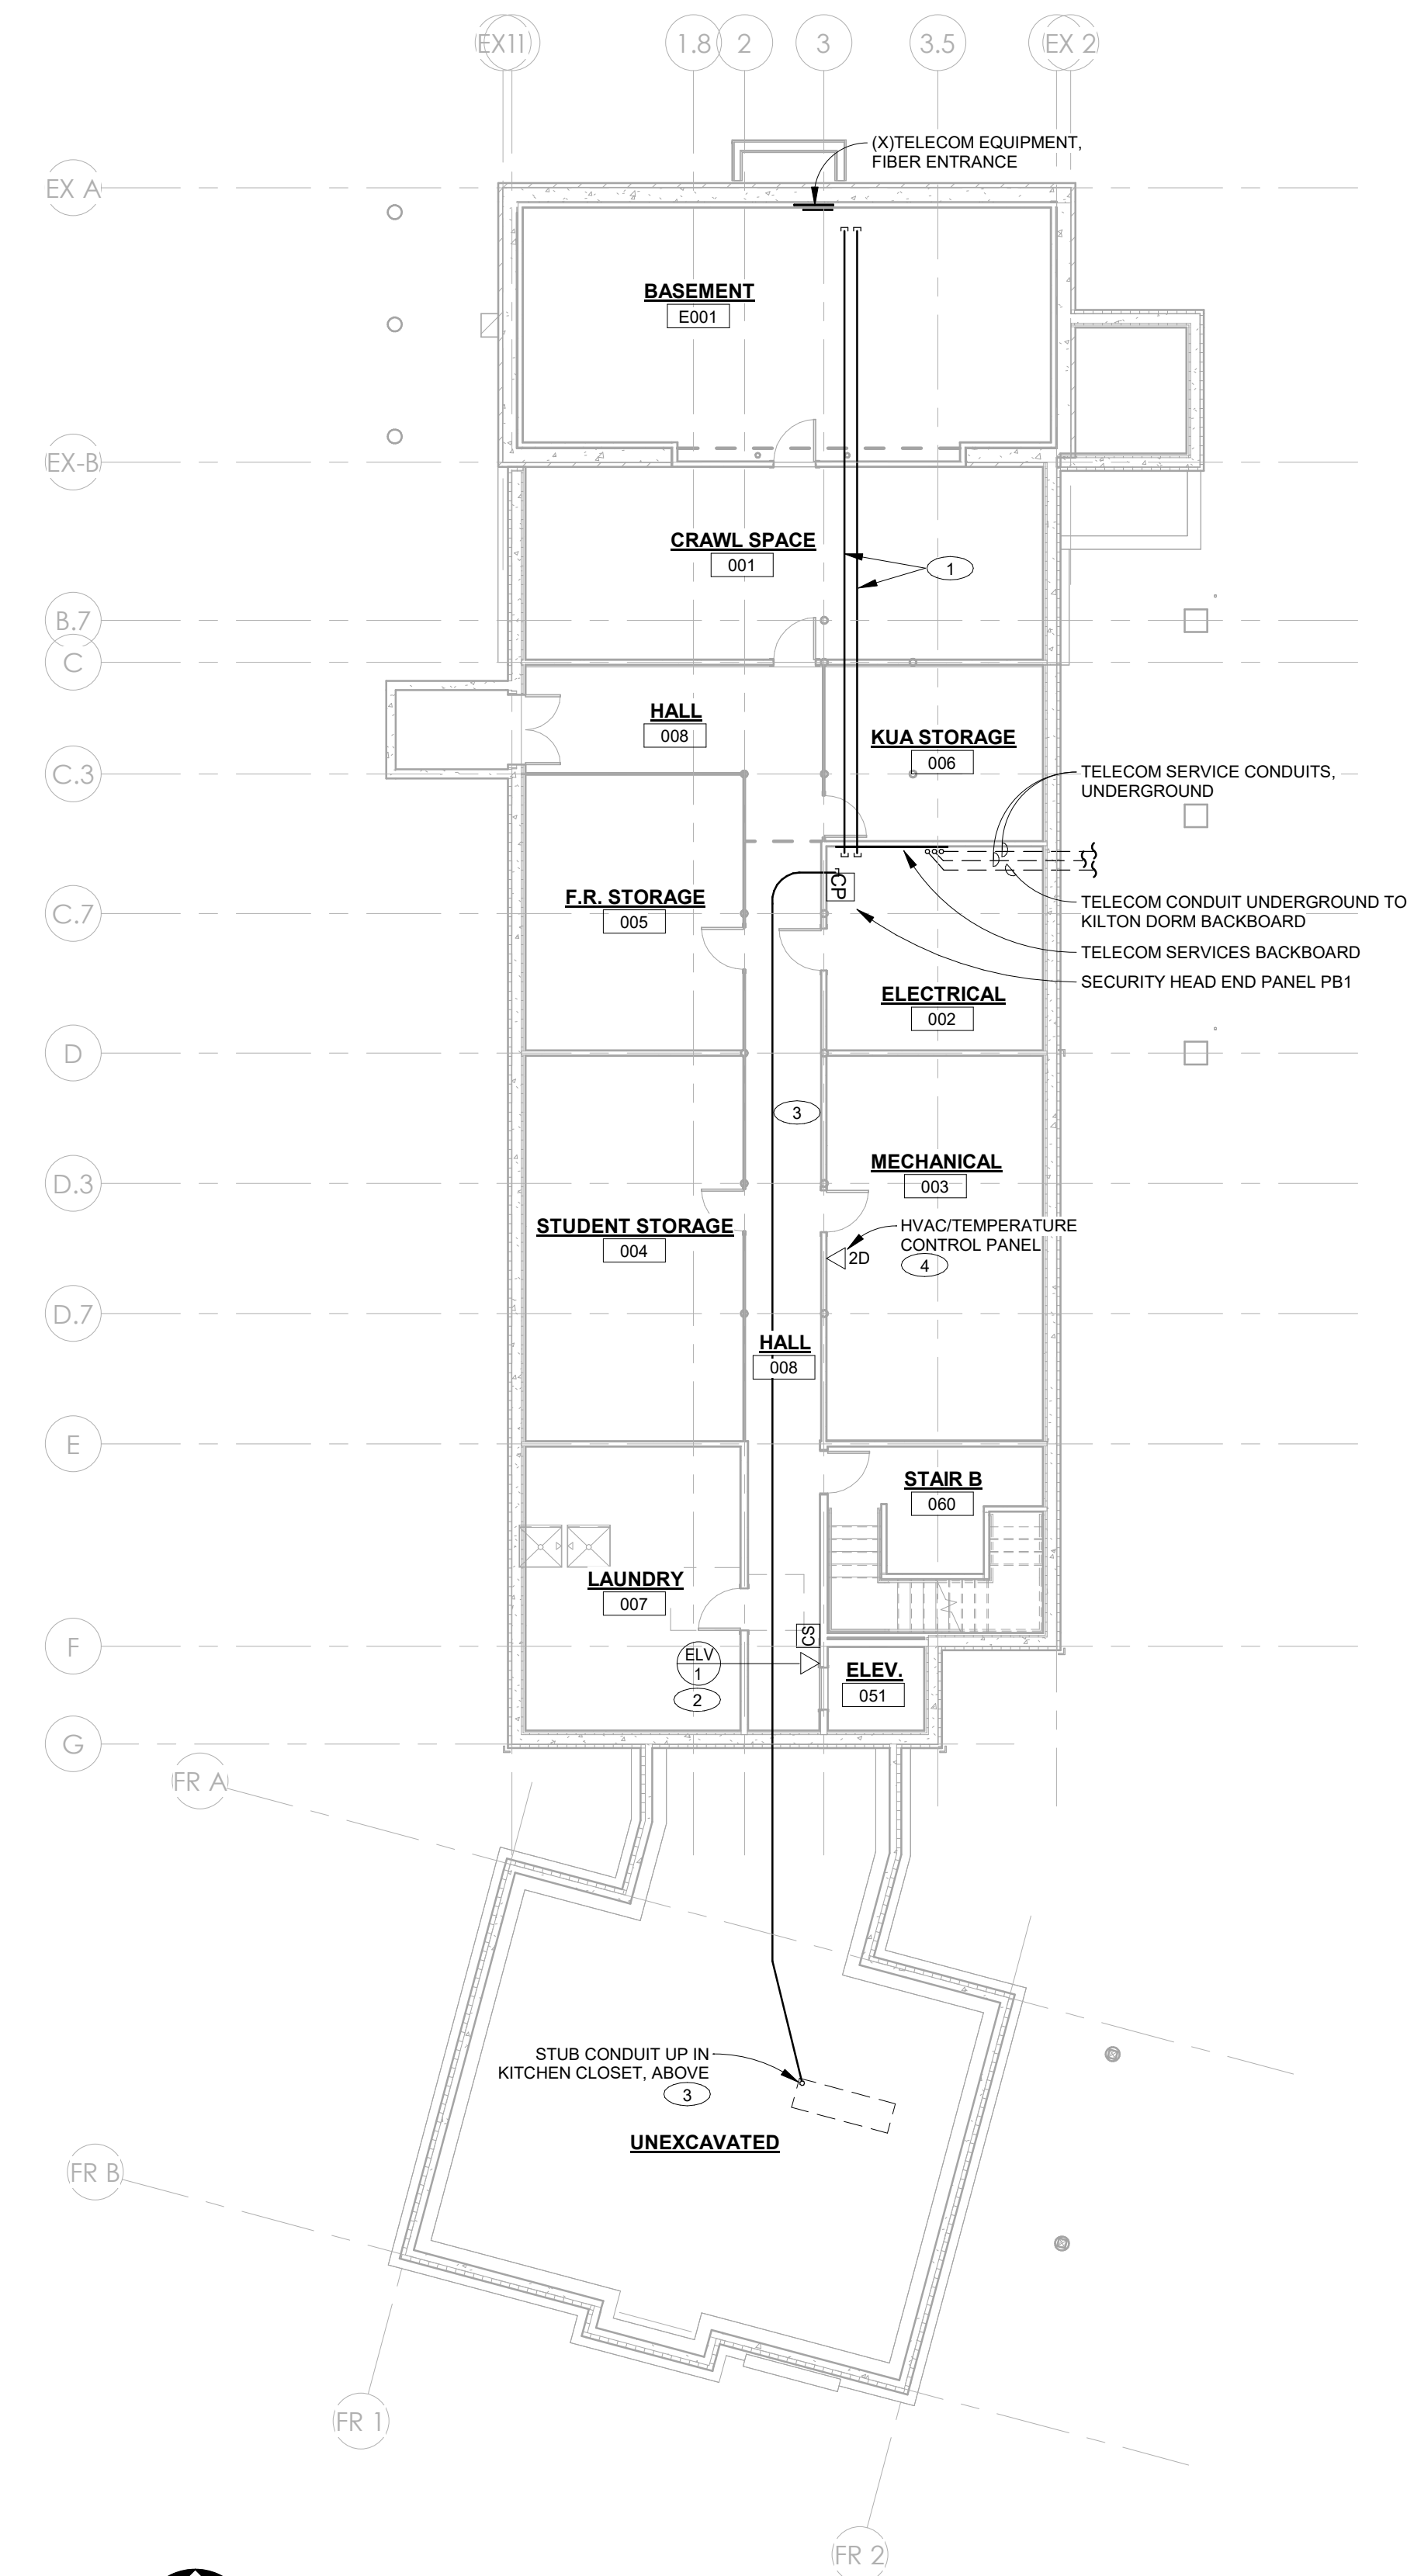 EX11
1.8
2
3
3.5
EX 2
(X)TELECOM EQUIPMENT,
FIBER ENTRANCE
EX A
BASEMENT
E001
EX-B
CRAWL SPACE
001
1
B.7
C
HALL
008
KUA STORAGE
006
C.3
TELECOM SERVICE CONDUITS,
UNDERGROUND
CP
F.R. STORAGE
005
C.7
TELECOM CONDUIT UNDERGROUND TO
KILTON DORM BACKBOARD
TELECOM SERVICES BACKBOARD
SECURITY HEAD END PANEL PB1
ELECTRICAL
002
D
3
MECHANICAL
003
D.3
STUDENT STORAGE
004
HVAC/TEMPERATURE
CONTROL PANEL
2D
4
D.7
HALL
008
E
STAIR B
060
LAUNDRY
007
F
CS
ELV
1
2
ELEV.
051
G
FR A
STUB CONDUIT UP IN
KITCHEN CLOSET, ABOVE
3
UNEXCAVATED
FR B
FR 1
FR 2